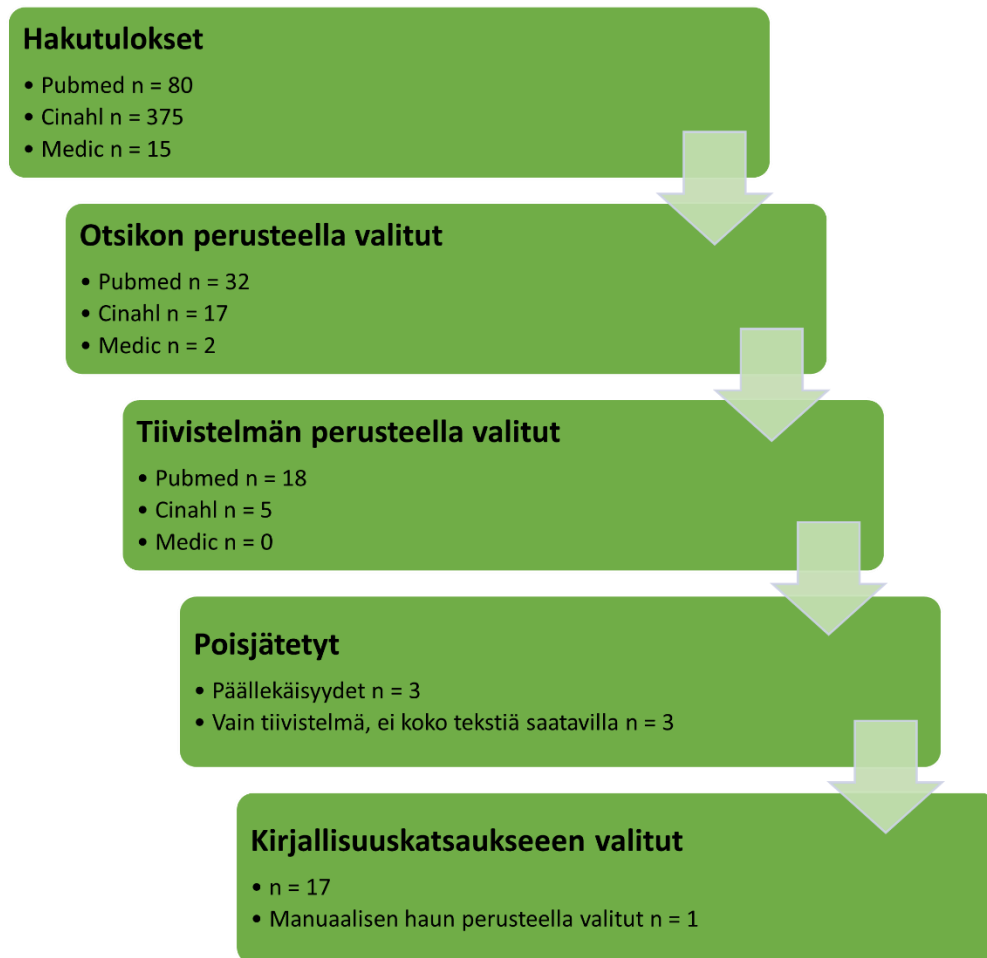 Hakutulokset
• Pubmed n = 80
• Cinahl n = 375
• Medic n = 15
Otsikon perusteella valitut
• Pubmed n = 32
• Cinahl n = 17
• Medic n = 2
Tiivistelmän perusteella valitut
• Pubmed n = 18
• Cinahl n = 5
• Medic n = 0
Poisjätetyt
• Päällekäisyydet n = 3
• Vain tiivistelmä, ei koko tekstiä saatavilla n = 3
Kirjallisuuskatsaukseeen valitut
• n = 17
• Manuaalisen haun perusteella valitut n = 1